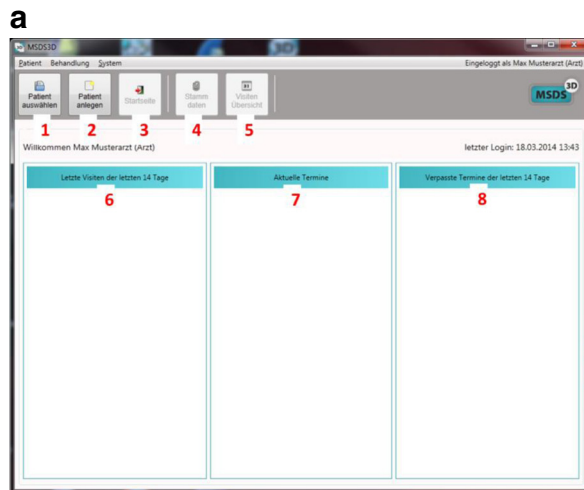 a
MSDS3D
Patient Behandlung System
Eingeloggt als Max Musterarzt (Arzt)
Patient auswählen
Patient anlegen
Startseite
Stamm daten
Visiten Übersicht
MSDS 3D
1 2 3 4 5
Willkommen Max Musterarzt (Arzt)
letzter Login: 18.03.2014 13:43
Letzte Visiten der letzten 14 Tage
Aktuelle Termine
Verpasste Termine der letzten 14 Tage
6 7 8